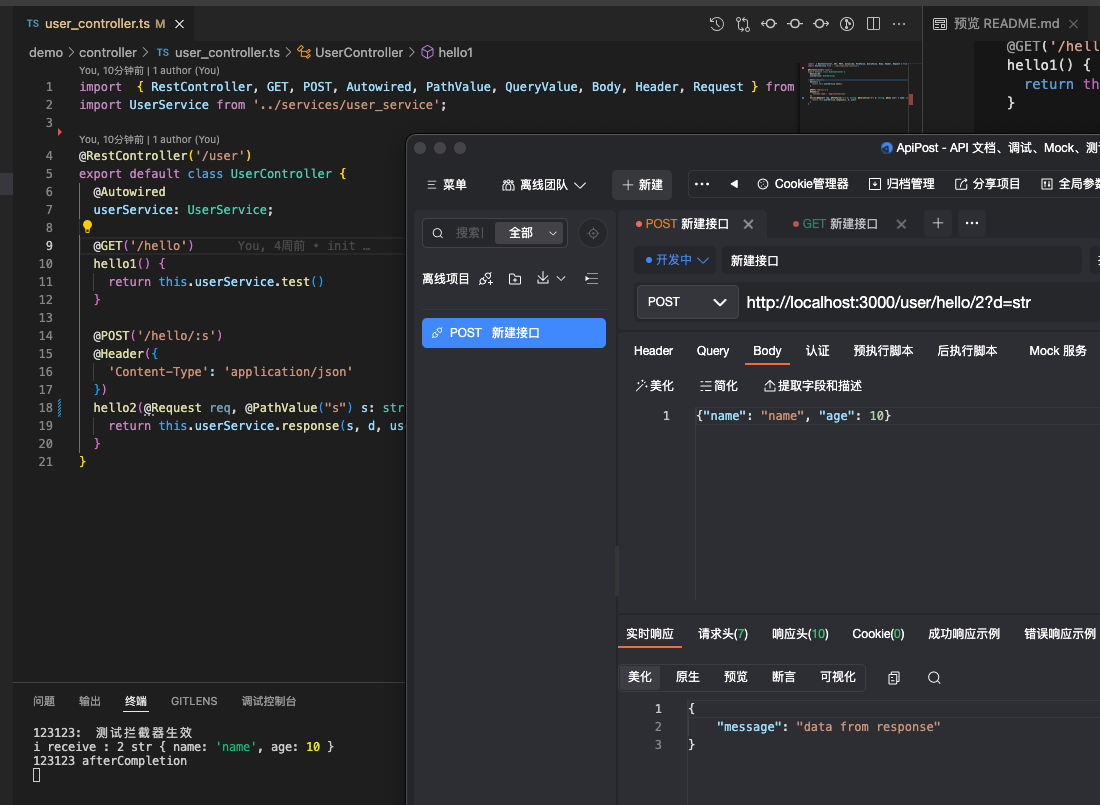 TS user_controller.ts M
预览 README.md
demo > controller > TS user_controller.ts > UserController > hello1
You, 10分钟前 | 1 author (You)
1 import { RestController, GET, POST, Autowired, PathValue, QueryValue, Body, Header, Request } from
2 import UserService from '../services/user_service';
3
You, 10分钟前 | 1 author (You)
4 @RestController('/user')
5 export default class UserController {
6 @Autowired
7 userService: UserService;
8
9 @GET('/hello') You, 4周前 • init …
10 hello1() {
11 return this.userService.test()
12 }
13
14 @POST('/hello/:s')
15 @Header({
16 'Content-Type': 'application/json'
17 })
18 hello2(@Request req, @PathValue("s") s: str
19 return this.userService.response(s, d, us
20 }
21 }
@GET('/hell
hello1() {
return th
}
ApiPost - API 文档、调试、Mock、测
菜单 离线团队 新建 Cookie管理器 归档管理 分享项目 全局参数
搜索 全部
离线项目
POST 新建接口
POST 新建接口 GET 新建接口
开发中 新建接口
POST http://localhost:3000/user/hello/2?d=str
Header Query Body 认证 预执行脚本 后执行脚本 Mock 服务
美化 简化 提取字段和描述
1 {"name": "name", "age": 10}
实时响应 请求头(7) 响应头(10) Cookie(0) 成功响应示例 错误响应示例
美化 原生 预览 断言 可视化
1 {
2 "message": "data from response"
3 }
问题 输出 终端 GITLENS 调试控制台
123123: 测试拦截器生效
i receive : 2 str { name: 'name', age: 10 }
123123 afterCompletion